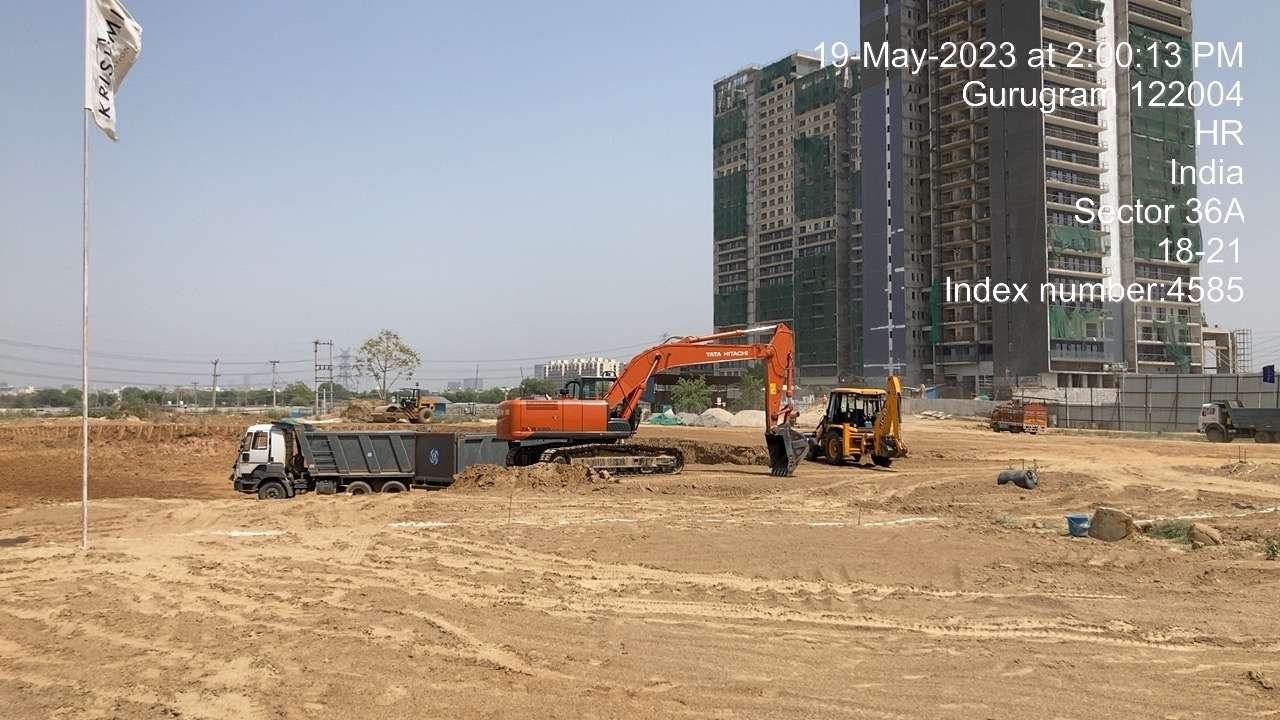 KRISUMI
19-May-2023 at 2:00:13 PM
Gurugram 122004
HR
India
Sector 36A
18-21
Index number:4585
TATA HITACHI